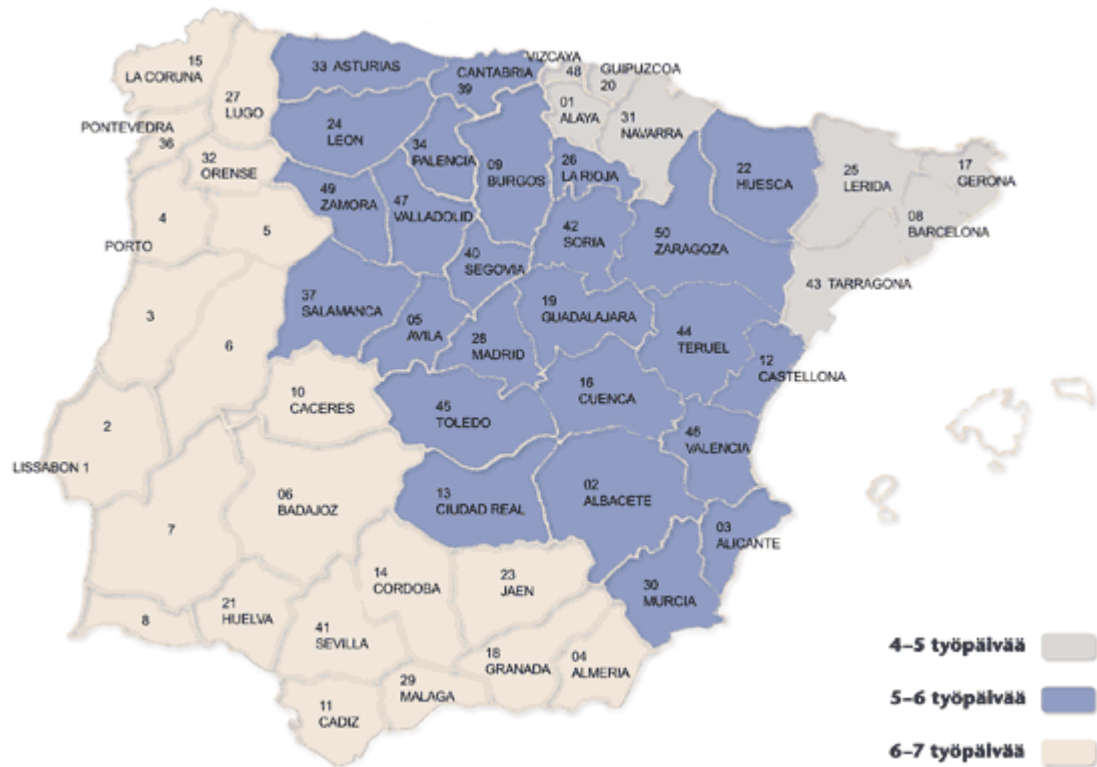 15
LA CORUNA
27
LUGO
PONTEVEDRA
36
32
ORENSE
33 ASTURIAS
CANTABRIA
39
VIZCAYA
48
GUIPUZCOA
20
01
ALAYA
31
NAVARRA
24
LEON
34
PALENCIA
09
BURGOS
26
LA RIOJA
22
HUESCA
25
LERIDA
17
GERONA
08
BARCELONA
43 TARRAGONA
49
ZAMORA
47
VALLADOLID
42
SORIA
50
ZARAGOZA
40
SEGOVIA
4
PORTO
5
3
6
37
SALAMANCA
05
AVILA
28
MADRID
19
GUADALAJARA
44
TERUEL
12
CASTELLONA
10
CACERES
45
TOLEDO
16
CUENCA
46
VALENCIA
2
LISSABON 1
06
BADAJOZ
13
CIUDAD REAL
02
ALBACETE
03
ALICANTE
7
8
21
HUELVA
14
CORDOBA
23
JAEN
30
MURCIA
41
SEVILLA
18
GRANADA
04
ALMERIA
29
MALAGA
11
CADIZ
4–5 työpäivää
5–6 työpäivää
6–7 työpäivää